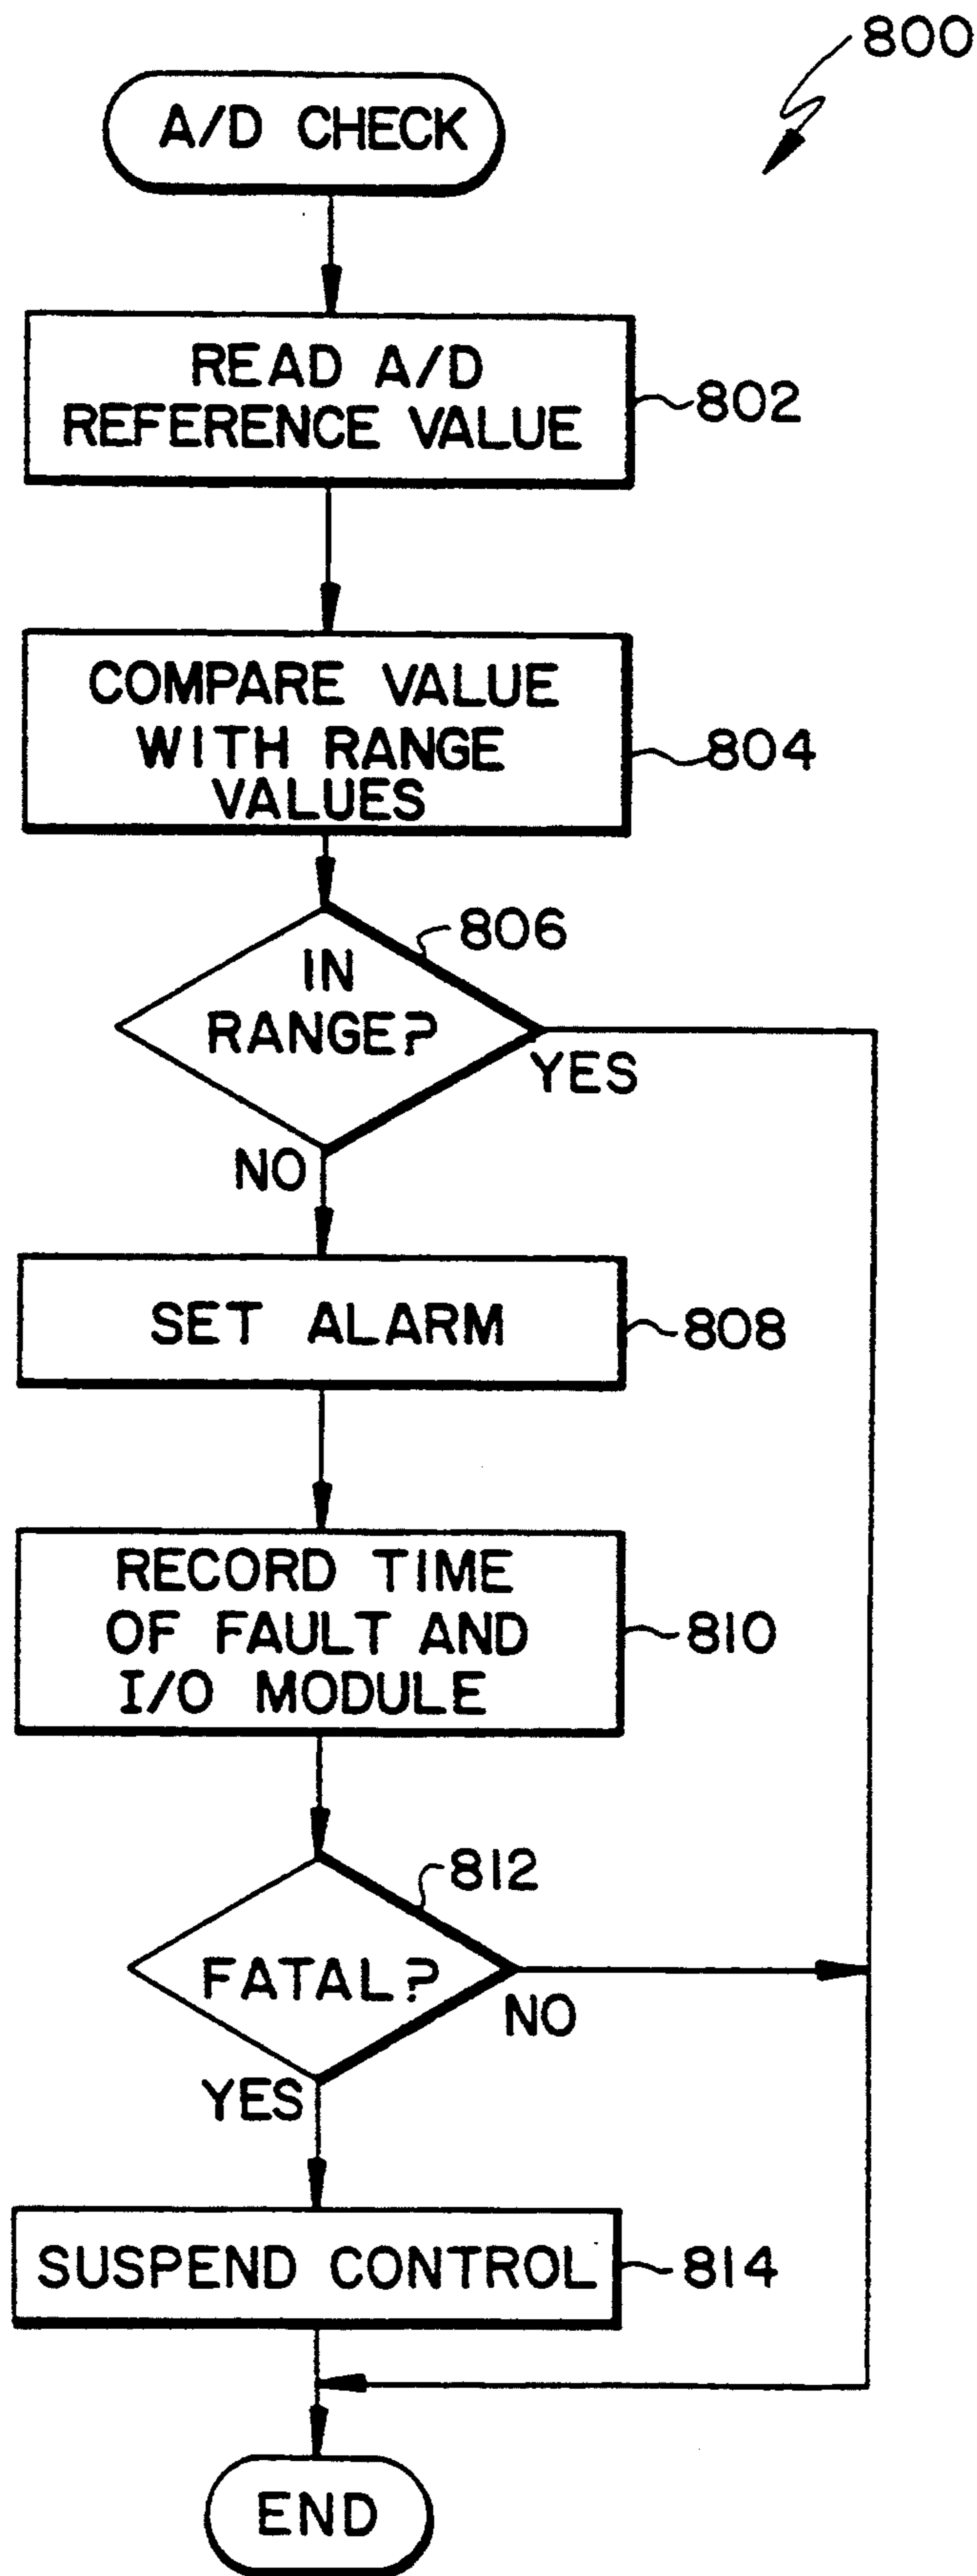 800
A/D CHECK
READ A/D
REFERENCE VALUE
802
COMPARE VALUE
WITH RANGE
VALUES
804
806
IN
RANGE?
YES
NO
SET ALARM
808
RECORD TIME
OF FAULT AND
I/O MODULE
810
812
FATAL?
NO
YES
SUSPEND CONTROL
814
END